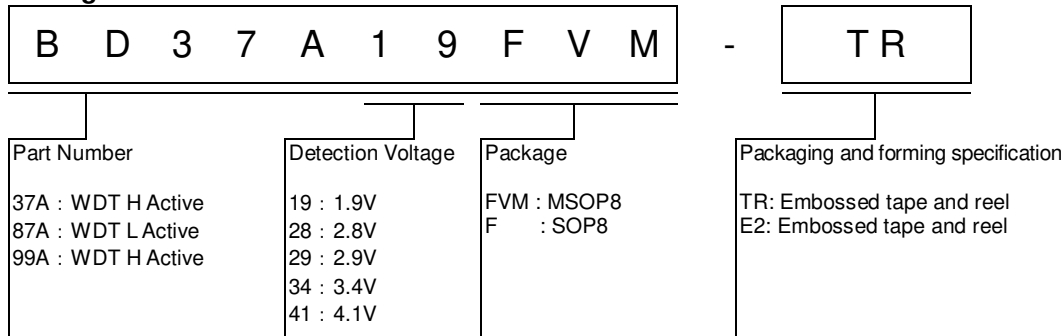 B D 3 7 A 1 9 F V M - T R
Part Number
37A : WDT H Active
87A : WDT L Active
99A : WDT H Active
Detection Voltage
19 : 1.9V
28 : 2.8V
29 : 2.9V
34 : 3.4V
41 : 4.1V
Package
FVM : MSOP8
F : SOP8
Packaging and forming specification
TR: Embossed tape and reel
E2: Embossed tape and reel